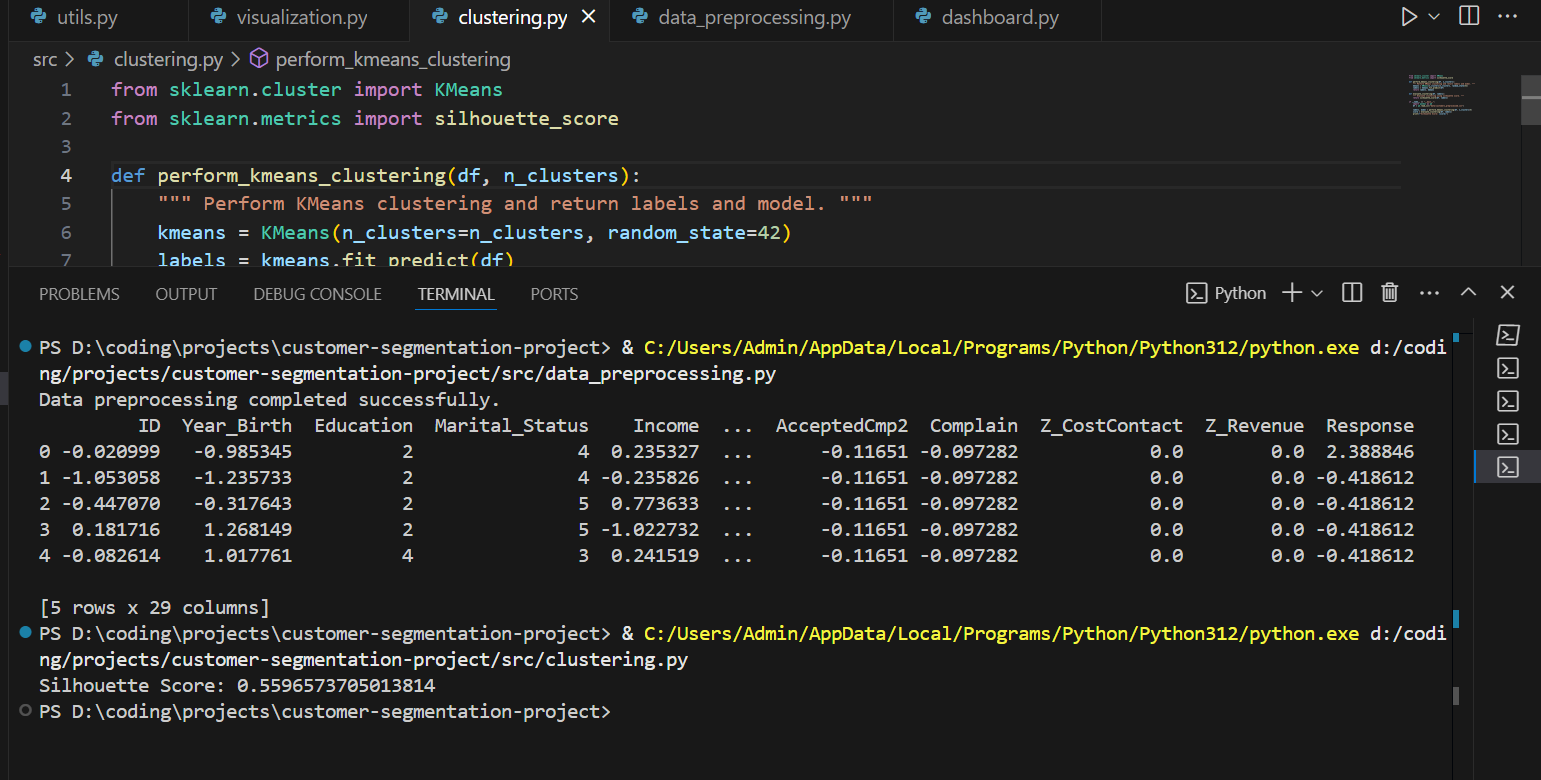 utils.py visualization.py clustering.py data_preprocessing.py dashboard.py
src > clustering.py > perform_kmeans_clustering
1 from sklearn.cluster import KMeans
2 from sklearn.metrics import silhouette_score
3
4 def perform_kmeans_clustering(df, n_clusters):
5 """ Perform KMeans clustering and return labels and model. """
6 kmeans = KMeans(n_clusters=n_clusters, random_state=42)
7 labels = kmeans.fit_predict(df)
PROBLEMS OUTPUT DEBUG CONSOLE TERMINAL PORTS Python
PS D:\coding\projects\customer-segmentation-project> & C:/Users/Admin/AppData/Local/Programs/Python/Python312/python.exe d:/codi
ng/projects/customer-segmentation-project/src/data_preprocessing.py
Data preprocessing completed successfully.
ID Year_Birth Education Marital_Status Income ... AcceptedCmp2 Complain Z_CostContact Z_Revenue Response
0 -0.020999 -0.985345 2 4 0.235327 ... -0.11651 -0.097282 0.0 0.0 2.388846
1 -1.053058 -1.235733 2 4 -0.235826 ... -0.11651 -0.097282 0.0 0.0 -0.418612
2 -0.447070 -0.317643 2 5 0.773633 ... -0.11651 -0.097282 0.0 0.0 -0.418612
3 0.181716 1.268149 2 5 -1.022732 ... -0.11651 -0.097282 0.0 0.0 -0.418612
4 -0.082614 1.017761 4 3 0.241519 ... -0.11651 -0.097282 0.0 0.0 -0.418612
[5 rows x 29 columns]
PS D:\coding\projects\customer-segmentation-project> & C:/Users/Admin/AppData/Local/Programs/Python/Python312/python.exe d:/codi
ng/projects/customer-segmentation-project/src/clustering.py
Silhouette Score: 0.5596573705013814
PS D:\coding\projects\customer-segmentation-project>